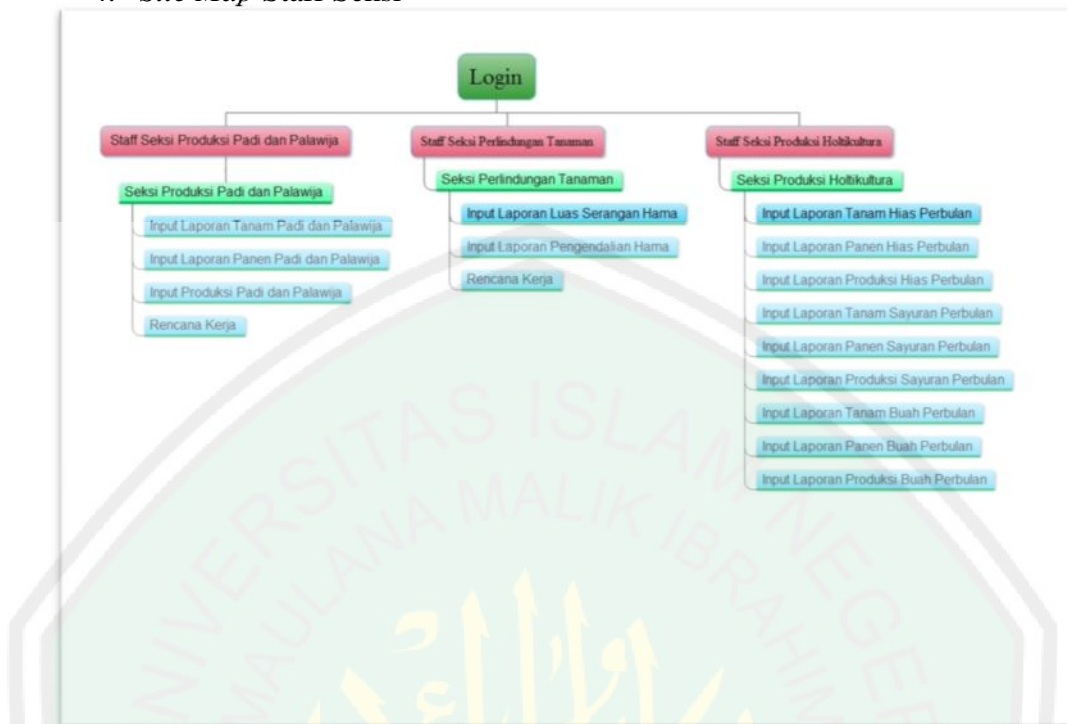 Site Map Staff Seksi
Login
Staff Seksi Produksi Padi dan Palawija
Seksi Produksi Padi dan Palawija
Input Laporan Tanam Padi dan Palawija
Input Laporan Panen Padi dan Palawija
Input Produksi Padi dan Palawija
Rencana Kerja
Staff Seksi Perlindungan Tanaman
Seksi Perlindungan Tanaman
Input Laporan Luas Serangan Hama
Input Laporan Pengendalian Hama
Rencana Kerja
Staff Seksi Produksi Holtikultura
Seksi Produksi Holtikultura
Input Laporan Tanam Hias Perbulan
Input Laporan Panen Hias Perbulan
Input Laporan Produksi Hias Perbulan
Input Laporan Tanam Sayuran Perbulan
Input Laporan Panen Sayuran Perbulan
Input Laporan Produksi Sayuran Perbulan
Input Laporan Tanam Buah Perbulan
Input Laporan Panen Buah Perbulan
Input Laporan Produksi Buah Perbulan
UNIVERSITAS ISLAM NEGERI
MAULANA MALIK IBRAHIM